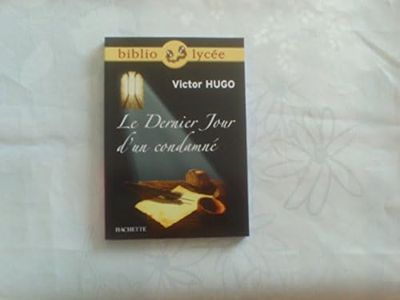 biblio lycée
Victor HUGO
Le Dernier Jour
d'un condamné
HACHETTE